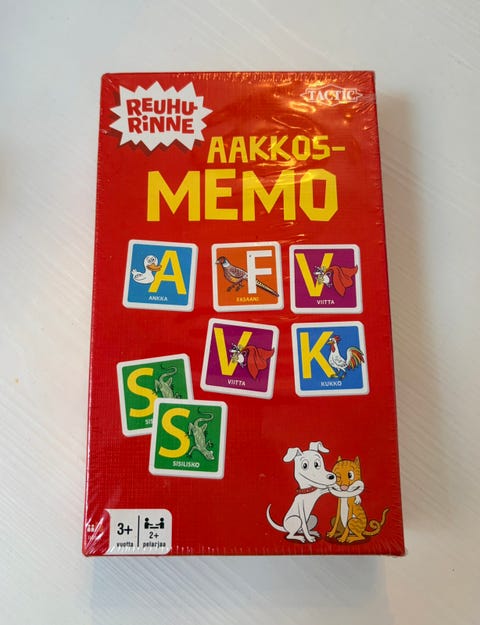 REUHU-
RINNE
TACTIC
AAKKOS-
MEMO
A
ANKKA
F
FASAANI
V
VIITTA
V
VIITTA
K
KUKKO
S
S
SISILISKO
3+
vuotta
2+
pelaajaa